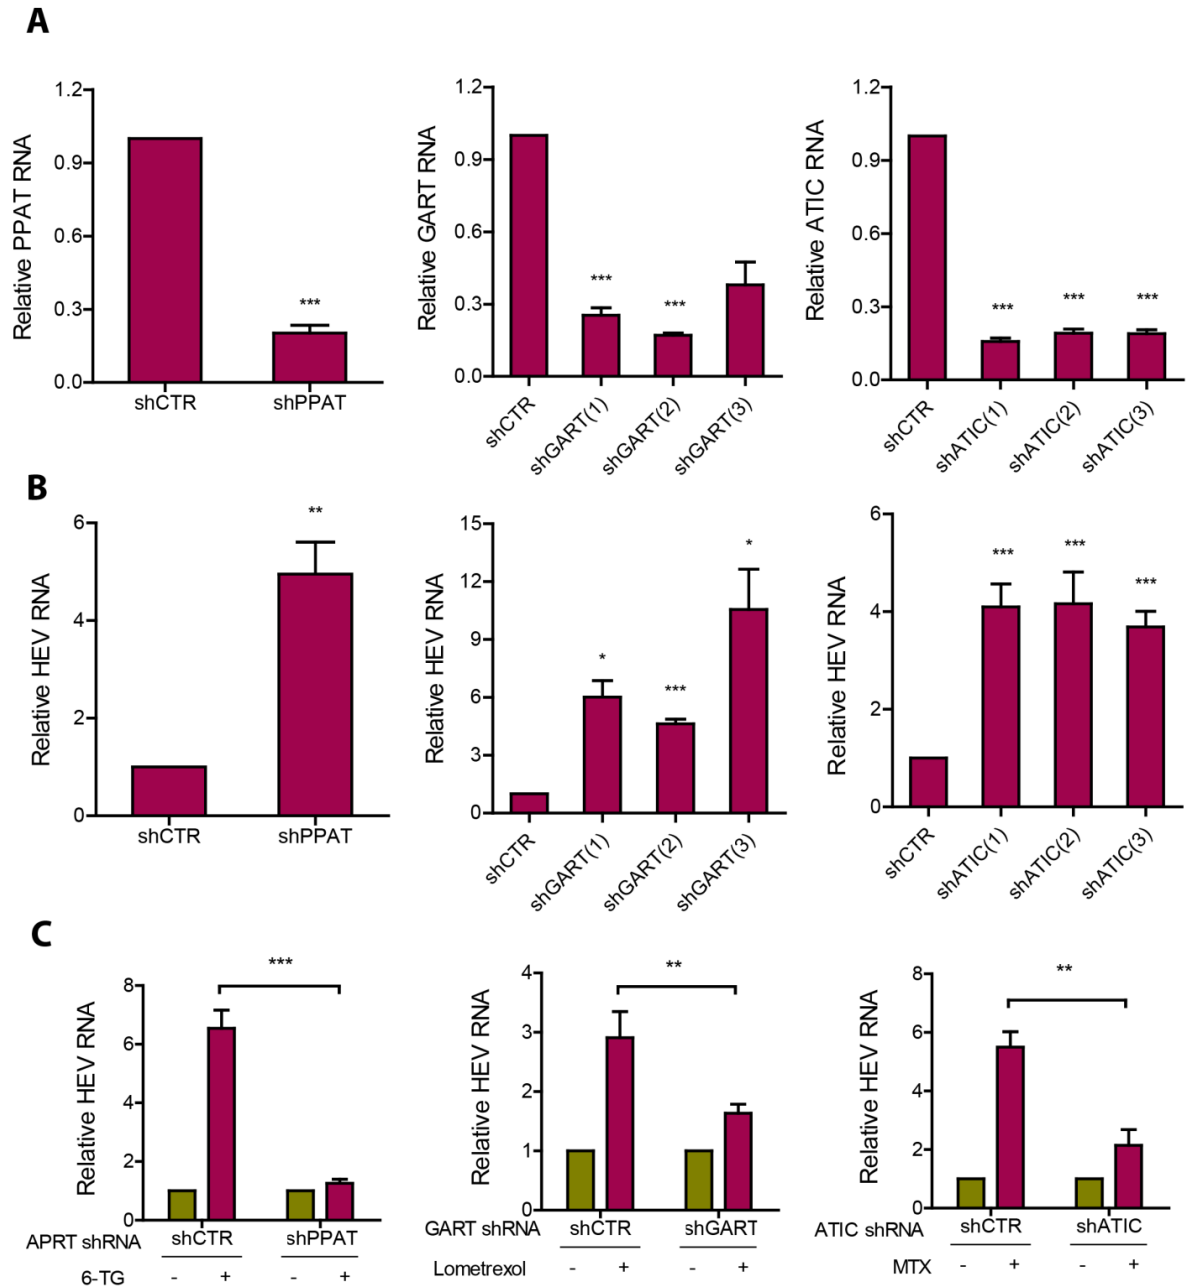 A
Relative PPAT RNA
1.2
0.9
0.6
0.3
0.0
***
shCTR
shPPAT
Relative GART RNA
1.2
0.9
0.6
0.3
0.0
***
***
shCTR
shGART(1)
shGART(2)
shGART(3)
Relative ATIC RNA
1.2
0.9
0.6
0.3
0.0
***
***
***
shCTR
shATIC(1)
shATIC(2)
shATIC(3)
B
Relative HEV RNA
6
4
2
0
**
shCTR
shPPAT
Relative HEV RNA
15
12
9
6
3
0
*
***
*
shCTR
shGART(1)
shGART(2)
shGART(3)
Relative HEV RNA
6
4
2
0
***
***
***
shCTR
shATIC(1)
shATIC(2)
shATIC(3)
C
Relative HEV RNA
8
6
4
2
0
***
APRT shRNA shCTR shPPAT
6-TG - + - +
Relative HEV RNA
4
3
2
1
0
**
GART shRNA shCTR shGART
Lometrexol - + - +
Relative HEV RNA
8
6
4
2
0
**
ATIC shRNA shCTR shATIC
MTX - + - +